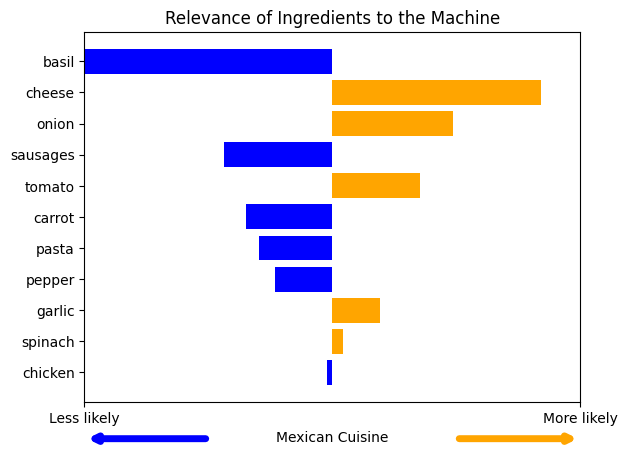 Relevance of Ingredients to the Machine
basil
cheese
onion
sausages
tomato
carrot
pasta
pepper
garlic
spinach
chicken
Less likely
More likely
Mexican Cuisine